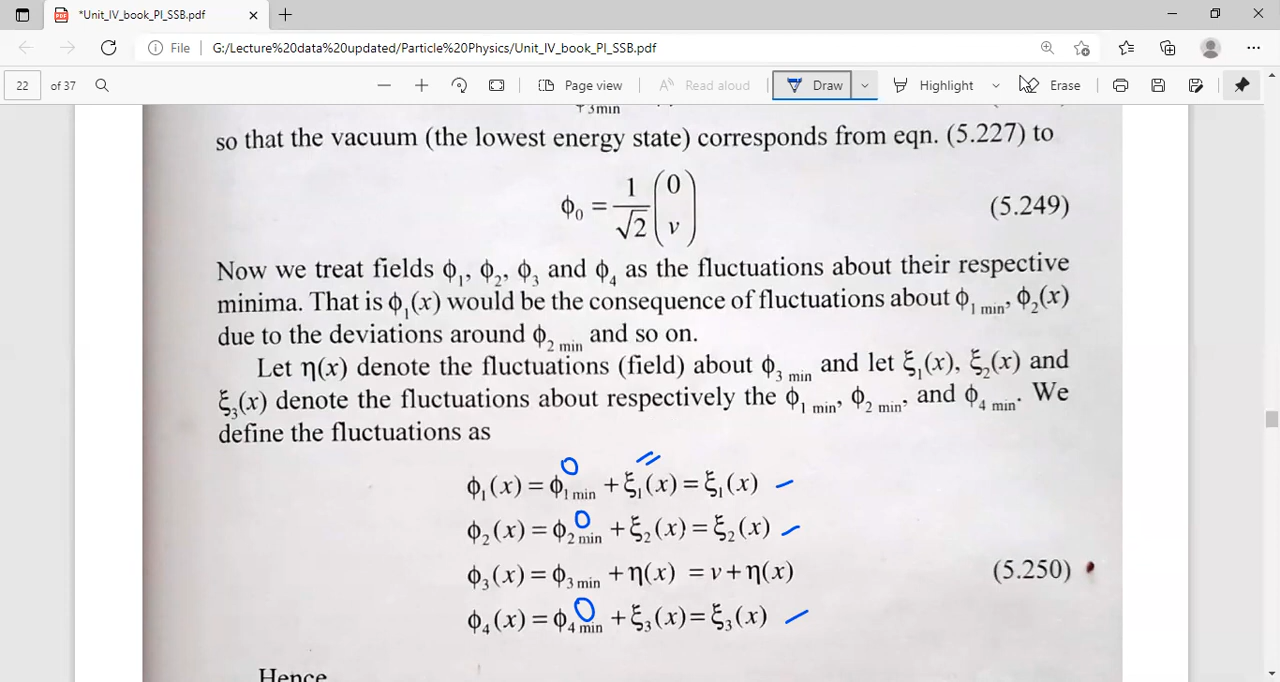 *Unit_IV_book_PI_SSB.pdf
File | G:/Lecture%20data%20updated/Particle%20Physics/Unit_IV_book_PI_SSB.pdf
22 of 37 Page view Read aloud Draw Highlight Erase
3 min
so that the vacuum (the lowest energy state) corresponds from eqn. (5.227) to
ϕ₀ = 1/√2 (0 v) (5.249)
Now we treat fields ϕ₁, ϕ₂, ϕ₃ and ϕ₄ as the fluctuations about their respective
minima. That is ϕ₁(x) would be the consequence of fluctuations about ϕ₁ min, ϕ₂(x)
due to the deviations around ϕ₂ min and so on.
Let η(x) denote the fluctuations (field) about ϕ₃ min and let ξ₁(x), ξ₂(x) and
ξ₃(x) denote the fluctuations about respectively the ϕ₁ min, ϕ₂ min, and ϕ₄ min. We
define the fluctuations as
0
ϕ₁(x) = ϕ₁ min + ξ₁(x) = ξ₁(x)
0
ϕ₂(x) = ϕ₂ min + ξ₂(x) = ξ₂(x)
ϕ₃(x) = ϕ₃ min + η(x) = v + η(x) (5.250)
0
ϕ₄(x) = ϕ₄ min + ξ₃(x) = ξ₃(x)
Hence